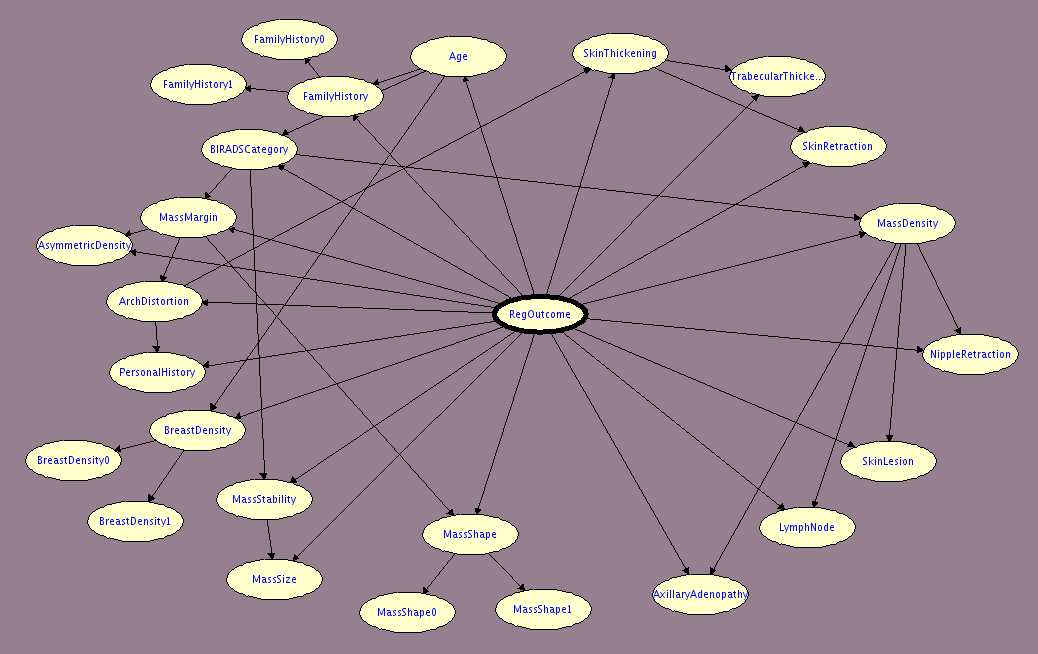 FamilyHistory0
Age
SkinThickening
TrabecularThicke...
FamilyHistory1
FamilyHistory
BIRADSCategory
SkinRetraction
MassMargin
MassDensity
AsymmetricDensity
ArchDistortion
RegOutcome
NippleRetraction
PersonalHistory
BreastDensity
BreastDensity0
SkinLesion
MassStability
BreastDensity1
LymphNode
MassShape
MassSize
AxillaryAdenopathy
MassShape0
MassShape1